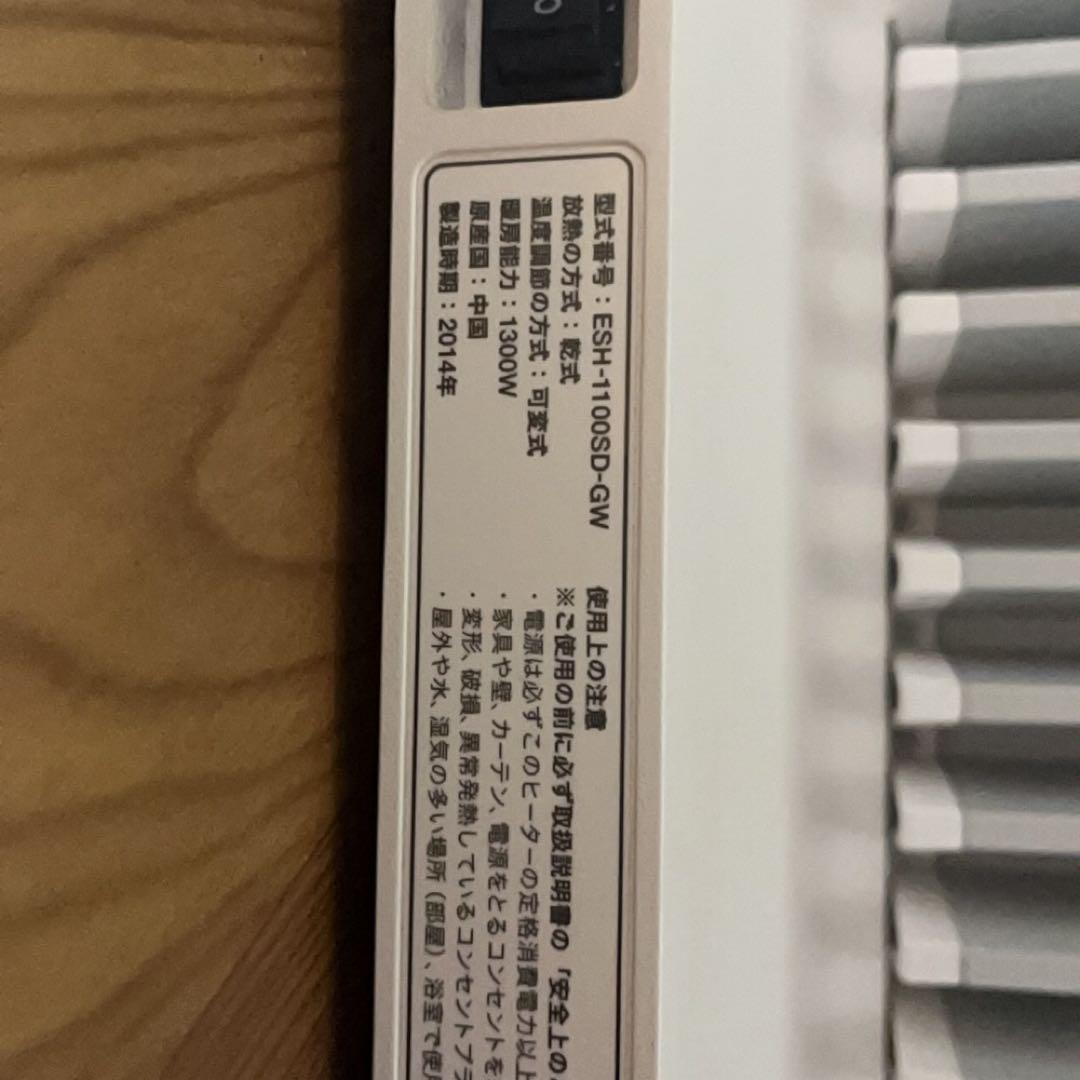 型式番号：ESH-1100SD-GW
放熱の方式：乾式
温度調節の方式：可変式
暖房能力：1300W
原産国：中国
製造時期：2014年
使用上の注意
※ご使用の前に必ず取扱説明書の「安全上の
・電源は必ずこのヒーターの定格消費電力以上
・家具や壁、カーテン、電源をとるコンセントを
・変形、破損、異常発熱しているコンセントプラ
・屋外や水、湿気の多い場所（部屋）、浴室で使用